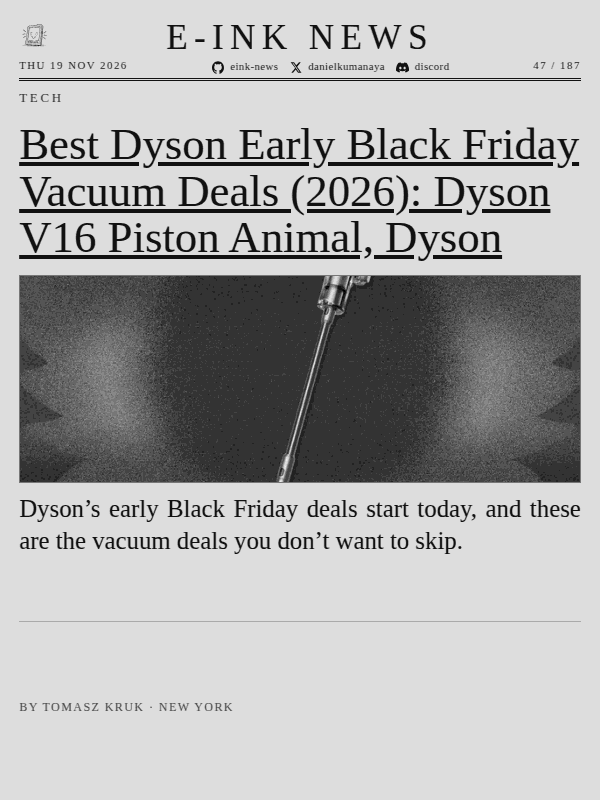 E-INK NEWS
THU 19 NOV 2026
eink-news danielkumanaya discord
47 / 187
TECH
Best Dyson Early Black Friday
Vacuum Deals (2026): Dyson
V16 Piston Animal, Dyson
Dyson’s early Black Friday deals start today, and these
are the vacuum deals you don’t want to skip.
BY TOMASZ KRUK · NEW YORK